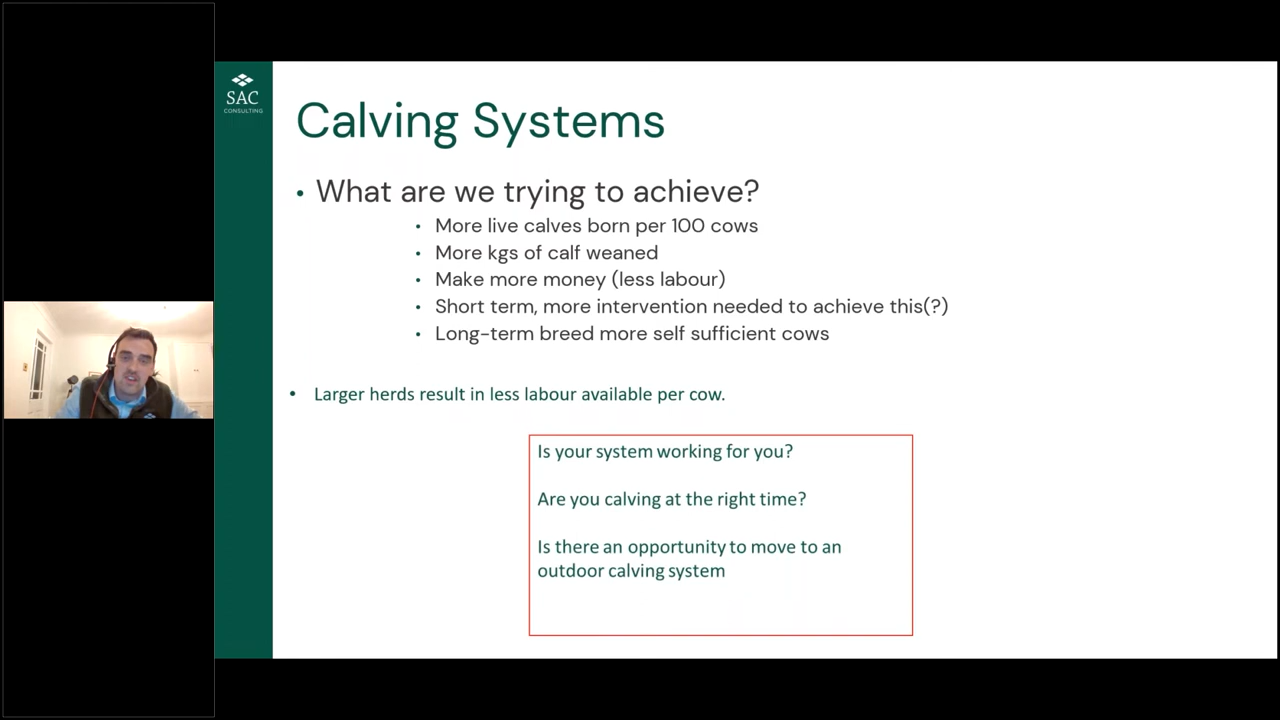 SAC
CONSULTING
Calving Systems
• What are we trying to achieve?
• More live calves born per 100 cows
• More kgs of calf weaned
• Make more money (less labour)
• Short term, more intervention needed to achieve this(?)
• Long-term breed more self sufficient cows
• Larger herds result in less labour available per cow.
Is your system working for you?
Are you calving at the right time?
Is there an opportunity to move to an
outdoor calving system